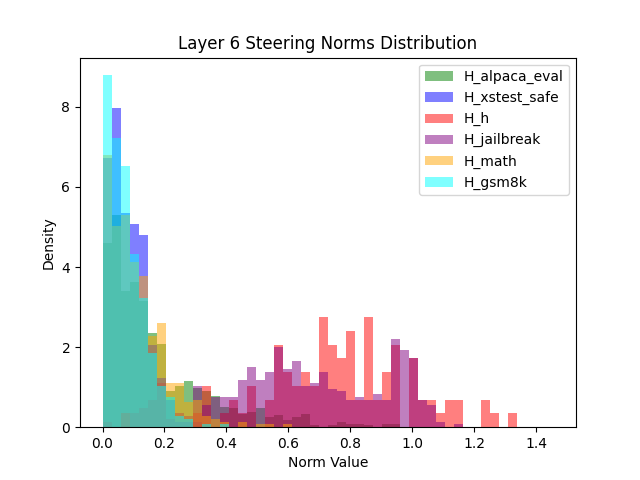 Layer 6 Steering Norms Distribution
H_alpaca_eval
H_xstest_safe
H_h
H_jailbreak
H_math
H_gsm8k
Density
8
6
4
2
0
0.0 0.2 0.4 0.6 0.8 1.0 1.2 1.4
Norm Value